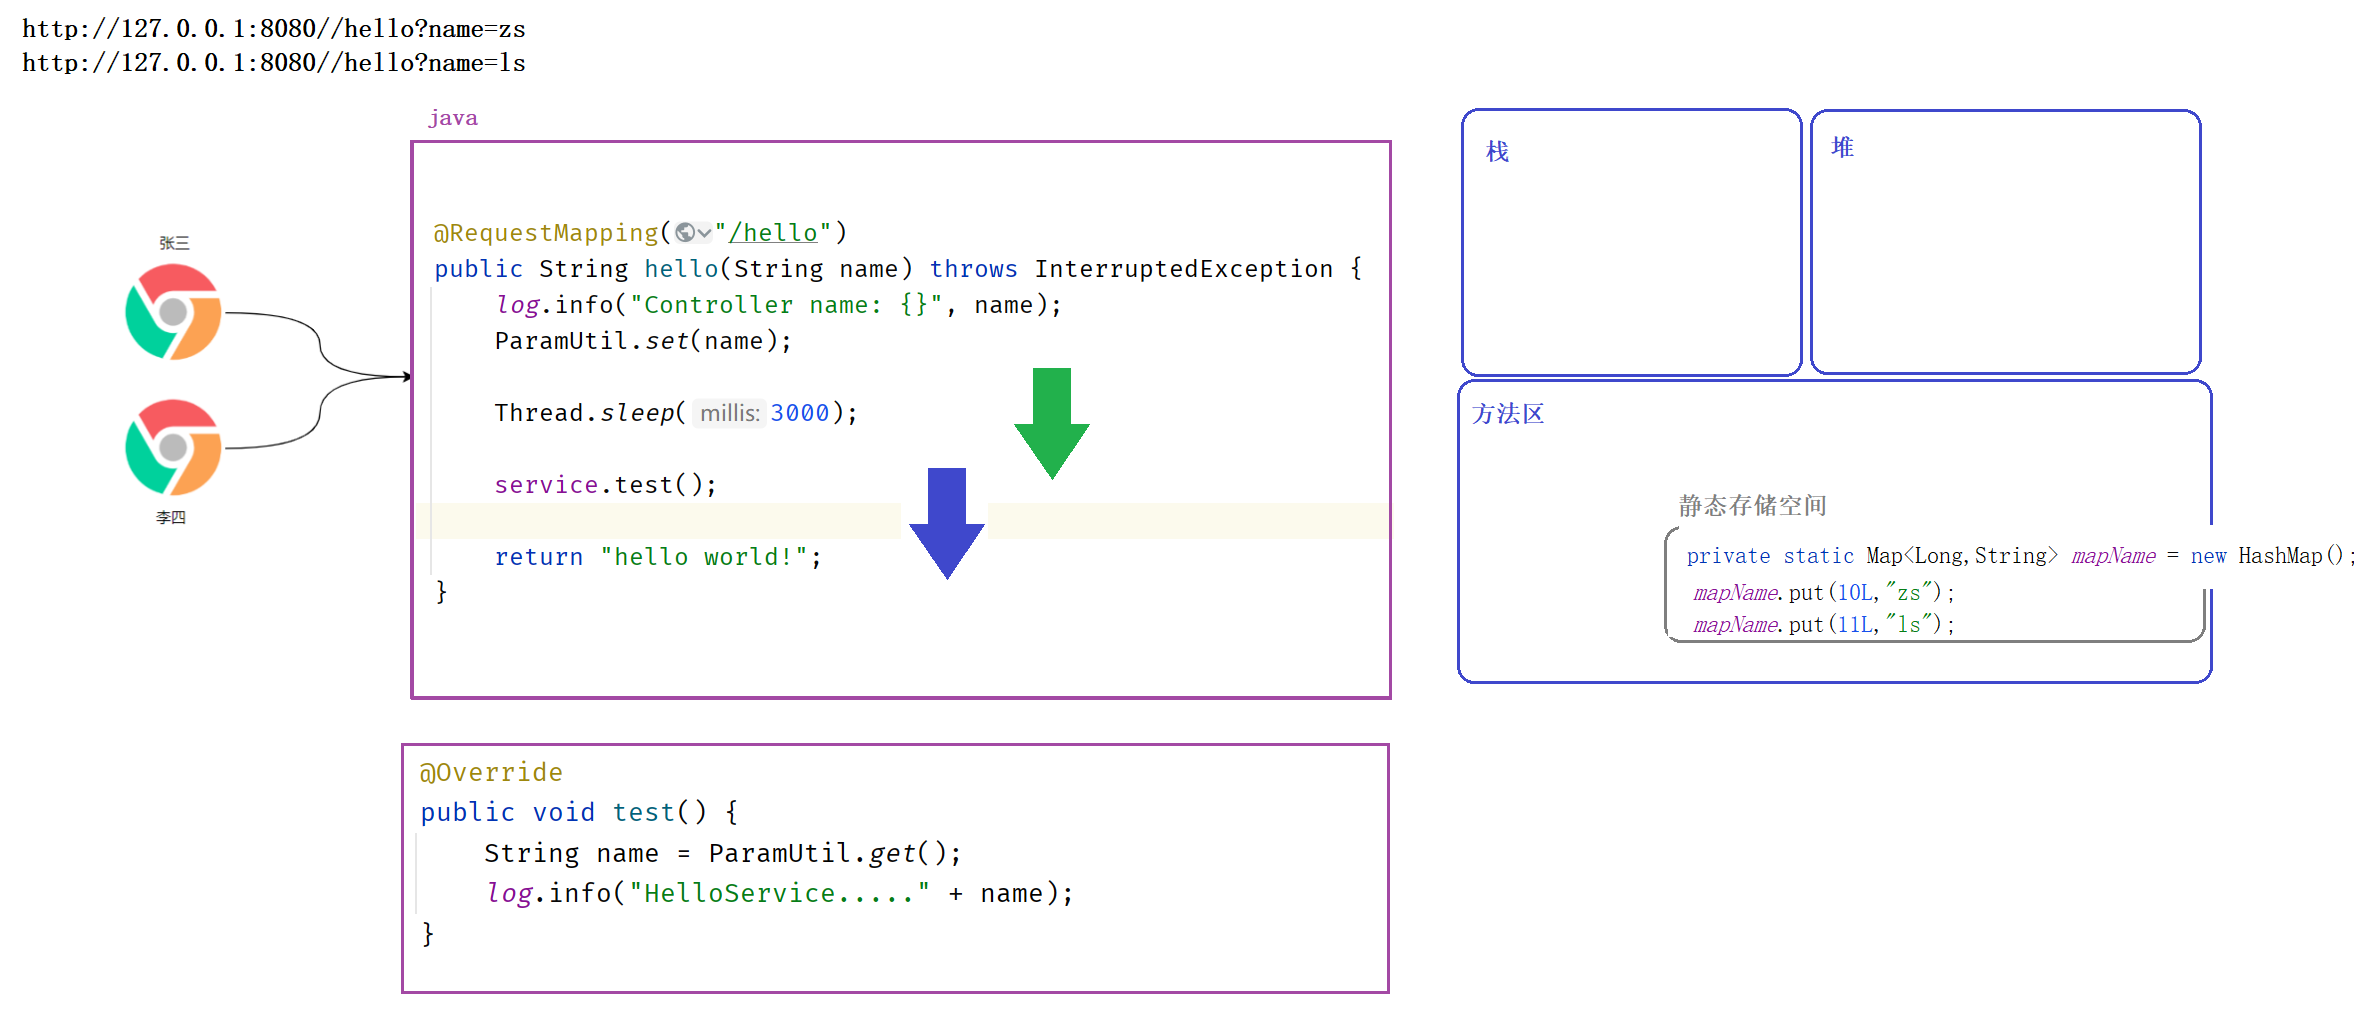 http://127.0.0.1:8080//hello?name=zs
http://127.0.0.1:8080//hello?name=ls
java
张三
李四
@RequestMapping("/hello")
public String hello(String name) throws InterruptedException {
log.info("Controller name: {}", name);
ParamUtil.set(name);
Thread.sleep( millis: 3000);
service.test();
return "hello world!";
}
@Override
public void test() {
String name = ParamUtil.get();
log.info("HelloService....." + name);
}
栈
堆
方法区
静态存储空间
private static Map<Long,String> mapName = new HashMap();
mapName.put(10L,"zs");
mapName.put(11L,"ls");